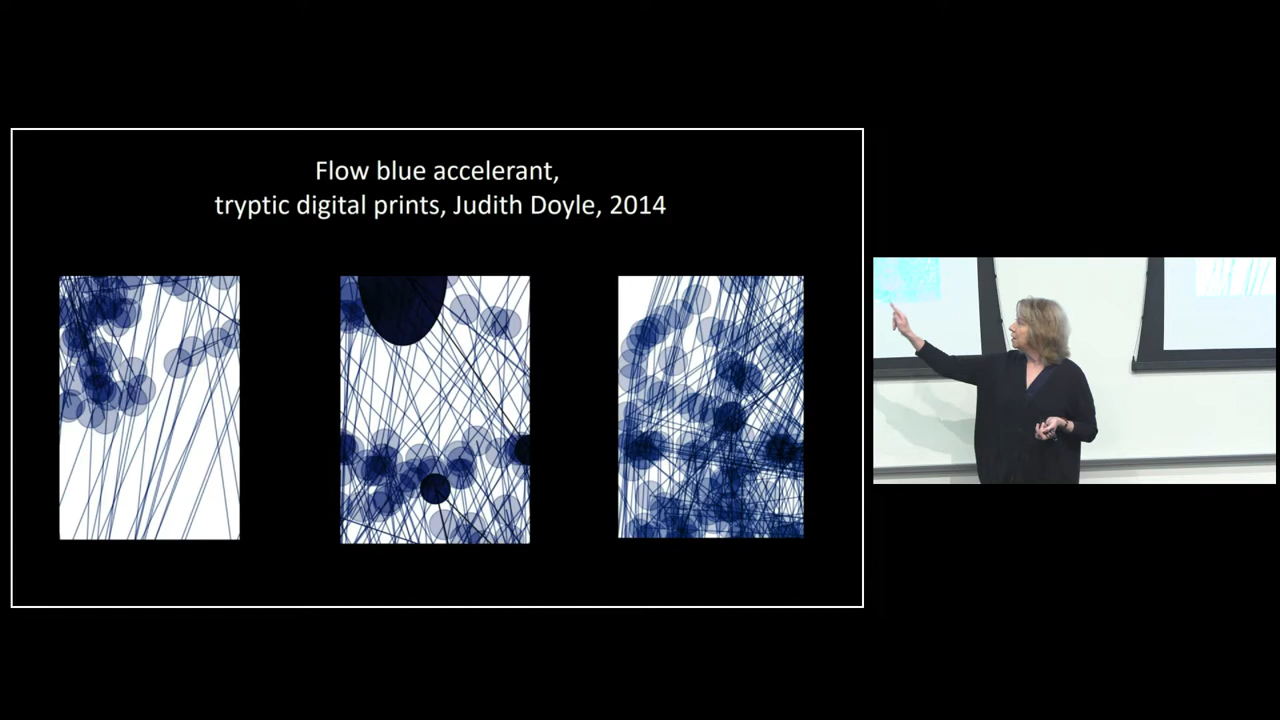 Flow blue accelerant,
tryptic digital prints, Judith Doyle, 2014